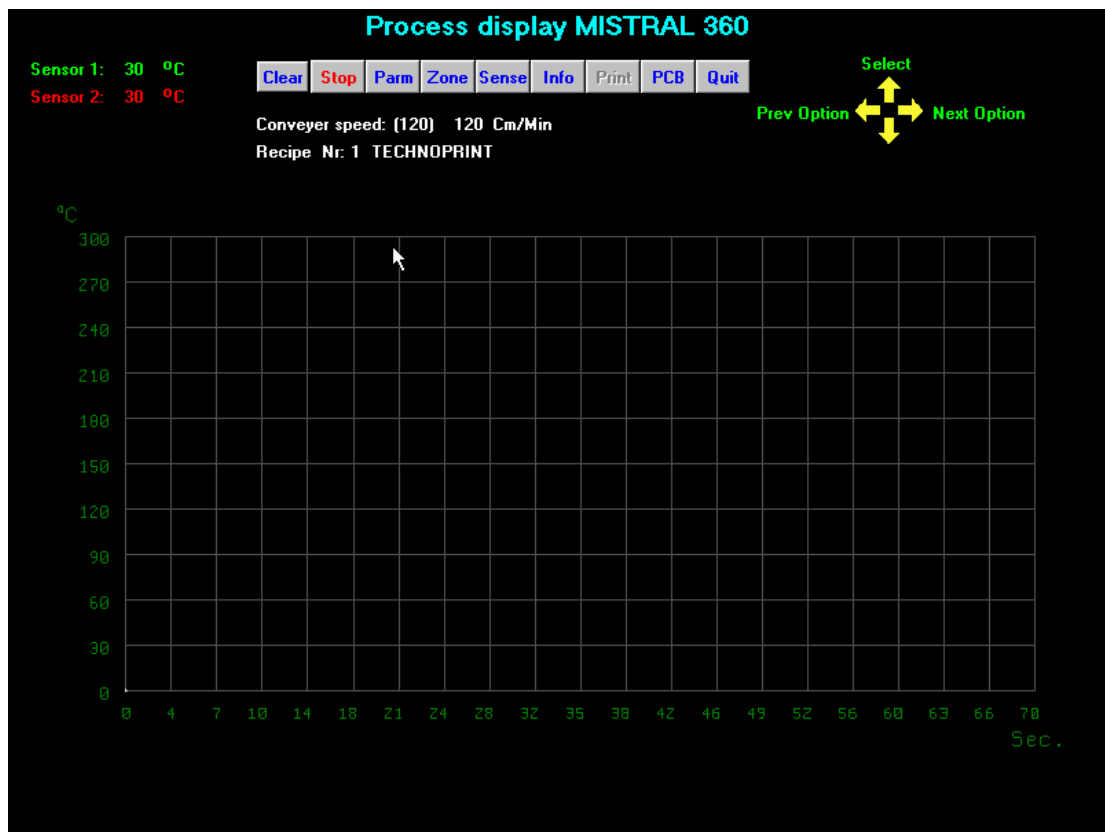 Process display MISTRAL 360
Sensor 1: 30 ºC
Sensor 2: 30 ºC
Clear Stop Parm Zone Sense Info Print PCB Quit
Select
Prev Option Next Option
Conveyer speed: (120) 120 Cm/Min
Recipe Nr: 1 TECHNOPRINT
ºC
300
270
240
210
180
150
120
90
60
30
0
0 4 7 10 14 18 21 24 28 32 35 38 42 46 49 52 56 60 63 66 70
Sec.